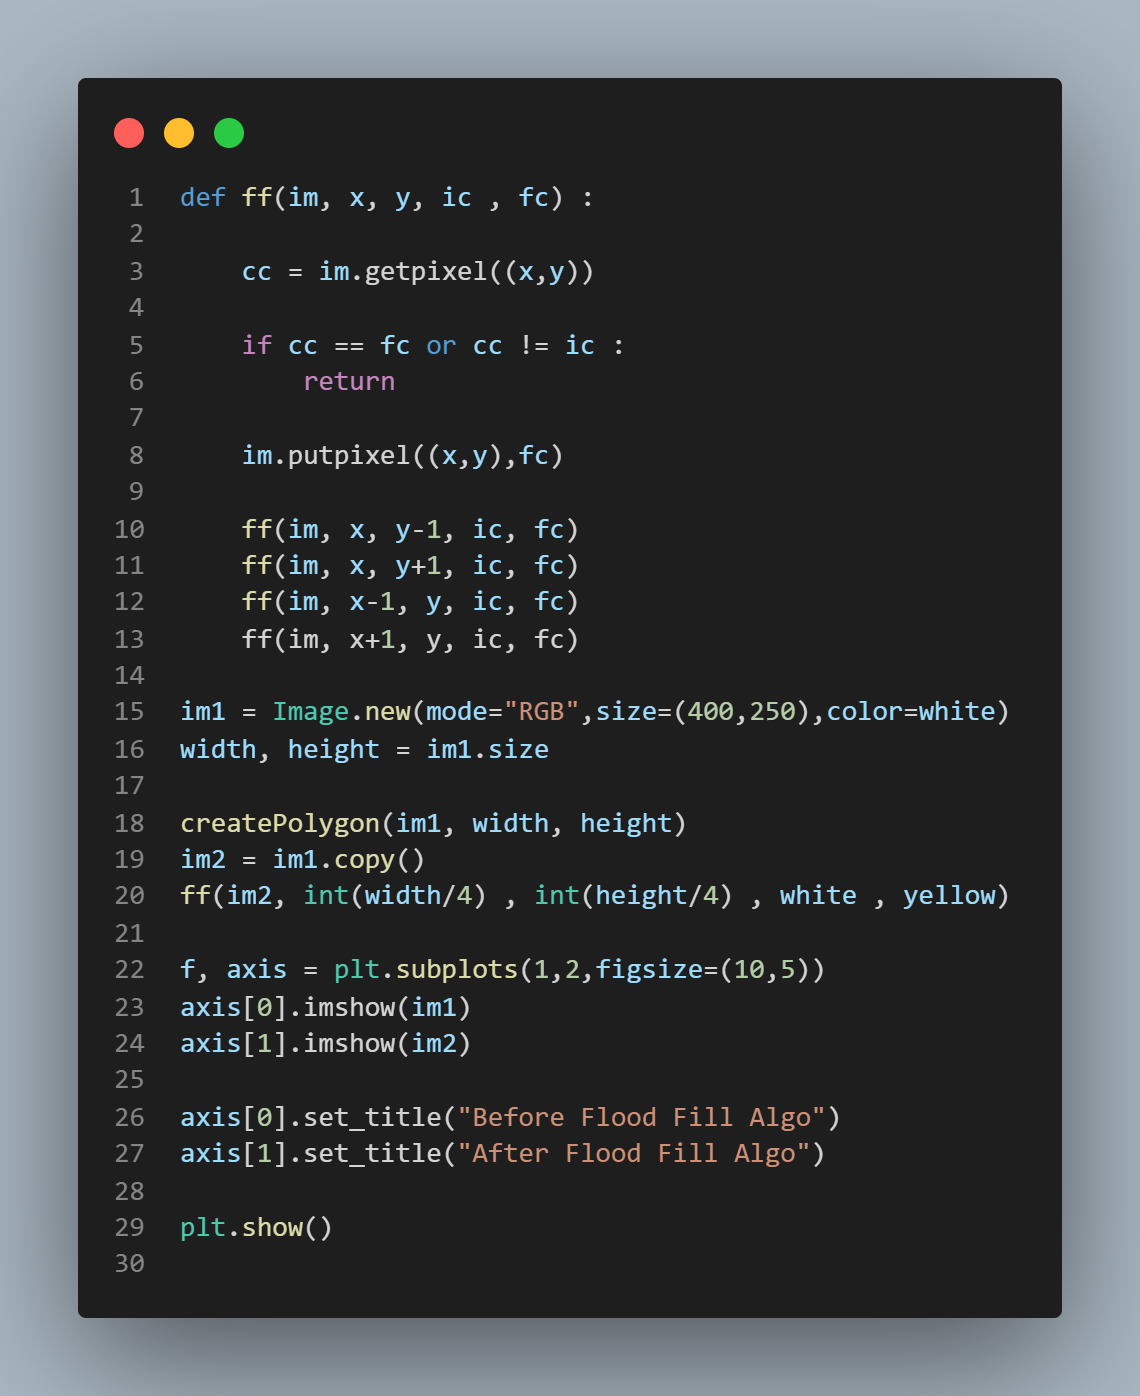 1 def ff(im, x, y, ic , fc) :
2
3     cc = im.getpixel((x,y))
4
5     if cc == fc or cc != ic :
6         return
7
8     im.putpixel((x,y),fc)
9
10     ff(im, x, y-1, ic, fc)
11     ff(im, x, y+1, ic, fc)
12     ff(im, x-1, y, ic, fc)
13     ff(im, x+1, y, ic, fc)
14
15 im1 = Image.new(mode="RGB",size=(400,250),color=white)
16 width, height = im1.size
17
18 createPolygon(im1, width, height)
19 im2 = im1.copy()
20 ff(im2, int(width/4) , int(height/4) , white , yellow)
21
22 f, axis = plt.subplots(1,2,figsize=(10,5))
23 axis[0].imshow(im1)
24 axis[1].imshow(im2)
25
26 axis[0].set_title("Before Flood Fill Algo")
27 axis[1].set_title("After Flood Fill Algo")
28
29 plt.show()
30